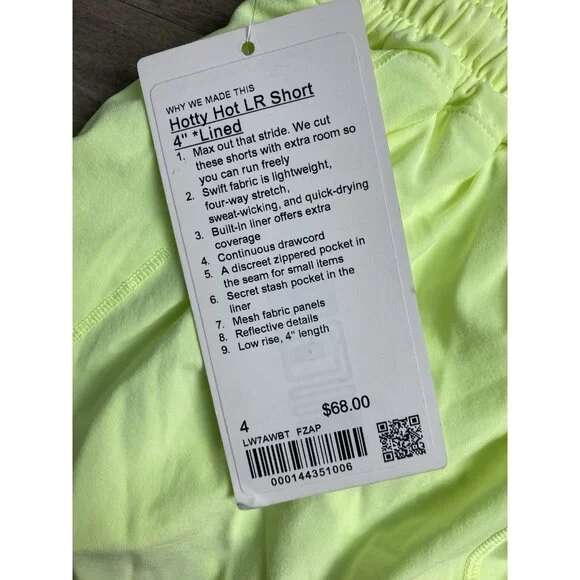 WHY WE MADE THIS
Hotty Hot LR Short
4" *Lined
1. Max out that stride. We cut
these shorts with extra room so
you can run freely
2. Swift fabric is lightweight,
four-way stretch,
sweat-wicking, and quick-drying
3. Built-in liner offers extra
coverage
4. Continuous drawcord
5. A discreet zippered pocket in
the seam for small items
6. Secret stash pocket in the
liner
7. Mesh fabric panels
8. Reflective details
9. Low rise, 4" length
4 $68.00
LW7AWBT FZAP
000144351006